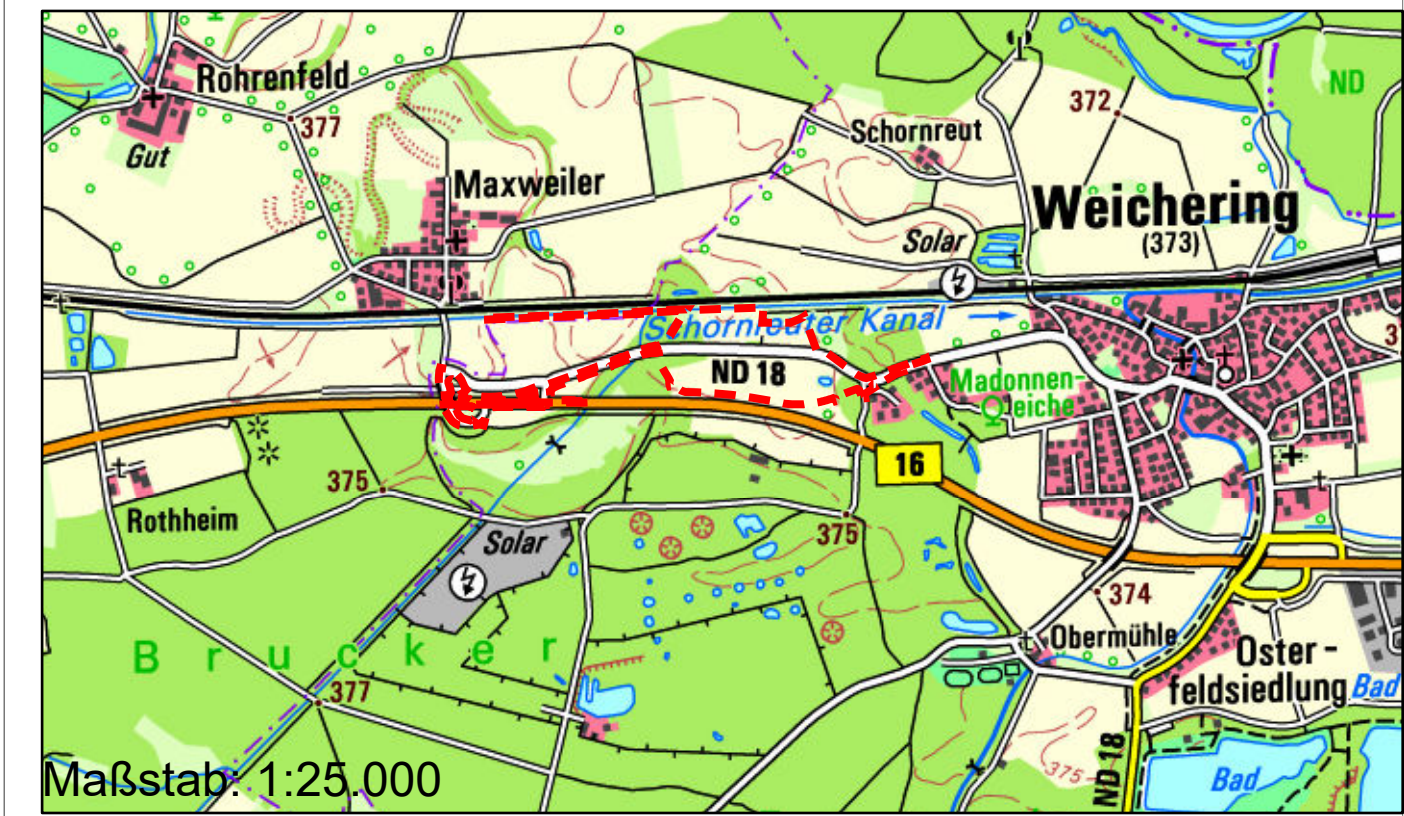 Rohrenfeld
377
Gut
Maxweiler
Schornreut
372
ND
Weichering
(373)
Solar
Schornreuter Kanal
ND 18
Madonnen-
eiche
16
375
Rothheim
Solar
375
374
Obermühle
Oster-
feldsiedlung
Bad
Brucker
377
ND 18
375
Bad
Maßstab: 1:25.000